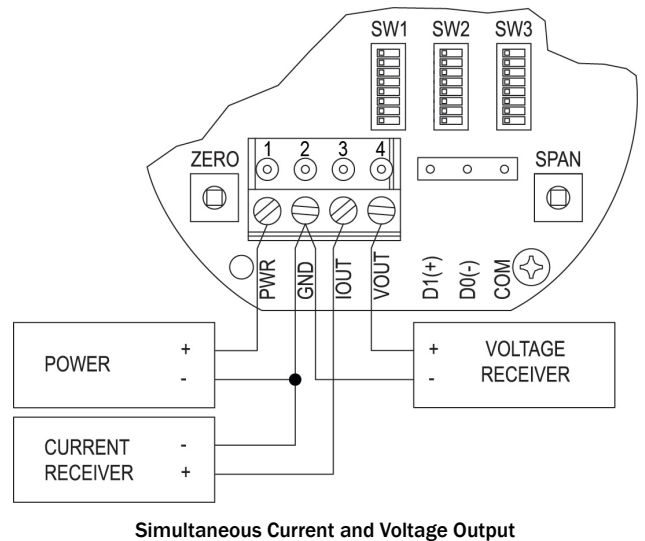 SW1 SW2 SW3
1 2 3 4
ZERO SPAN
PWR GND IOUT VOUT D1(+) D0(-) COM
POWER + -
+ - VOLTAGE RECEIVER
CURRENT RECEIVER - +
Simultaneous Current and Voltage Output